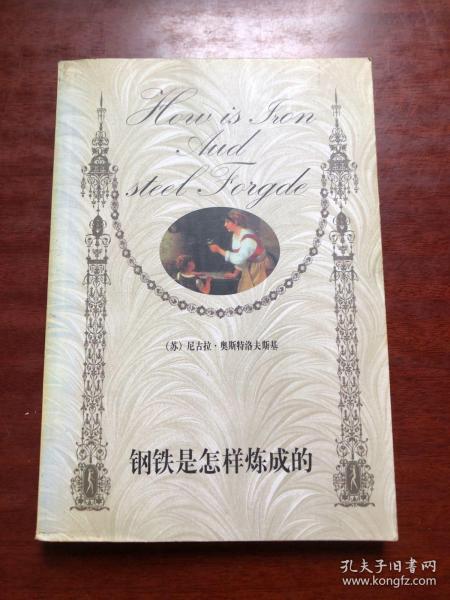 How is Iron
Aud
steel Forgde
(苏)尼古拉·奥斯特洛夫斯基
钢铁是怎样炼成的
孔夫子旧书网
www.kongfz.com